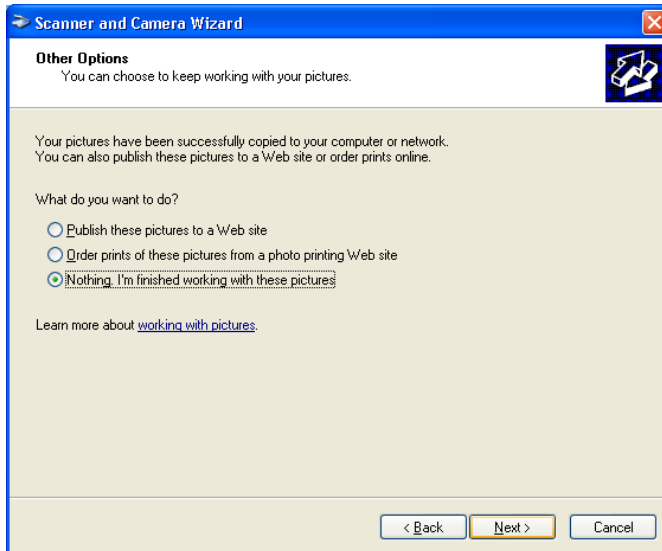 Scanner and Camera Wizard
Other Options
You can choose to keep working with your pictures.
Your pictures have been successfully copied to your computer or network.
You can also publish these pictures to a Web site or order prints online.
What do you want to do?
Publish these pictures to a Web site
Order prints of these pictures from a photo printing Web site
Nothing. I'm finished working with these pictures
Learn more about working with pictures.
< Back Next > Cancel